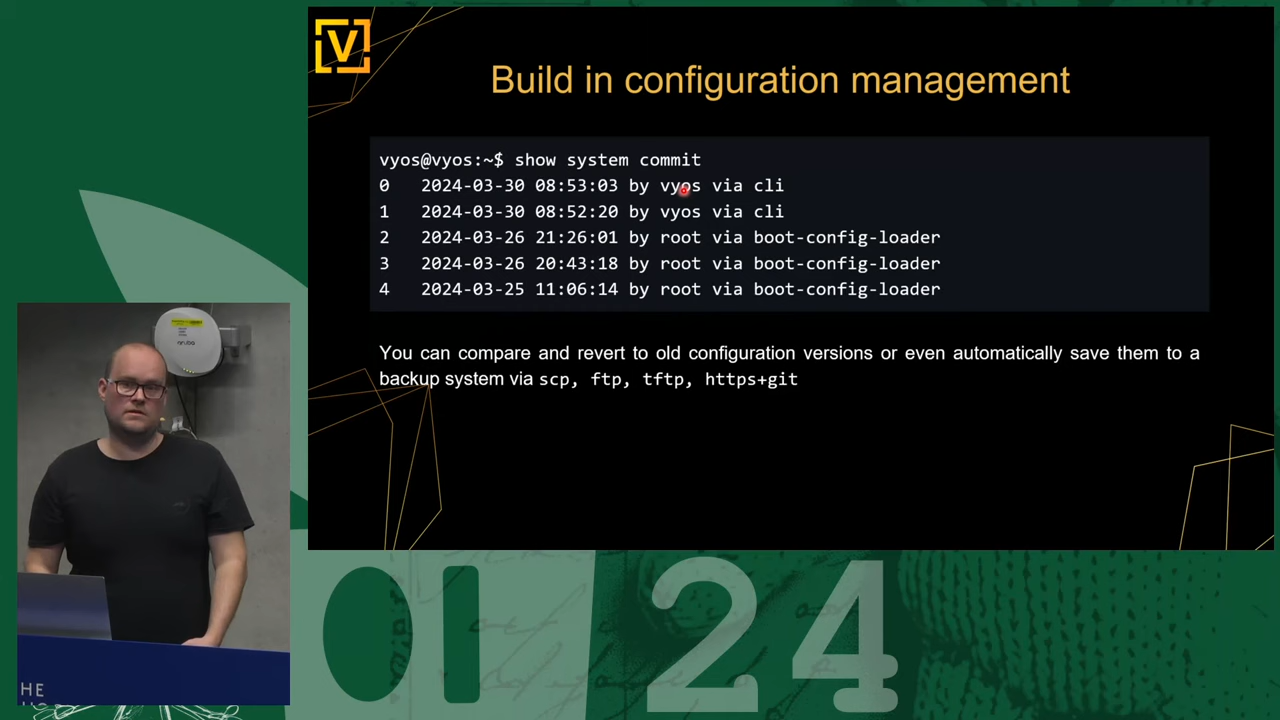 V
Build in configuration management
vyos@vyos:~$ show system commit
0 2024-03-30 08:53:03 by vyos via cli
1 2024-03-30 08:52:20 by vyos via cli
2 2024-03-26 21:26:01 by root via boot-config-loader
3 2024-03-26 20:43:18 by root via boot-config-loader
4 2024-03-25 11:06:14 by root via boot-config-loader
You can compare and revert to old configuration versions or even automatically save them to a
backup system via scp, ftp, tftp, https+git
aruba
HE
24